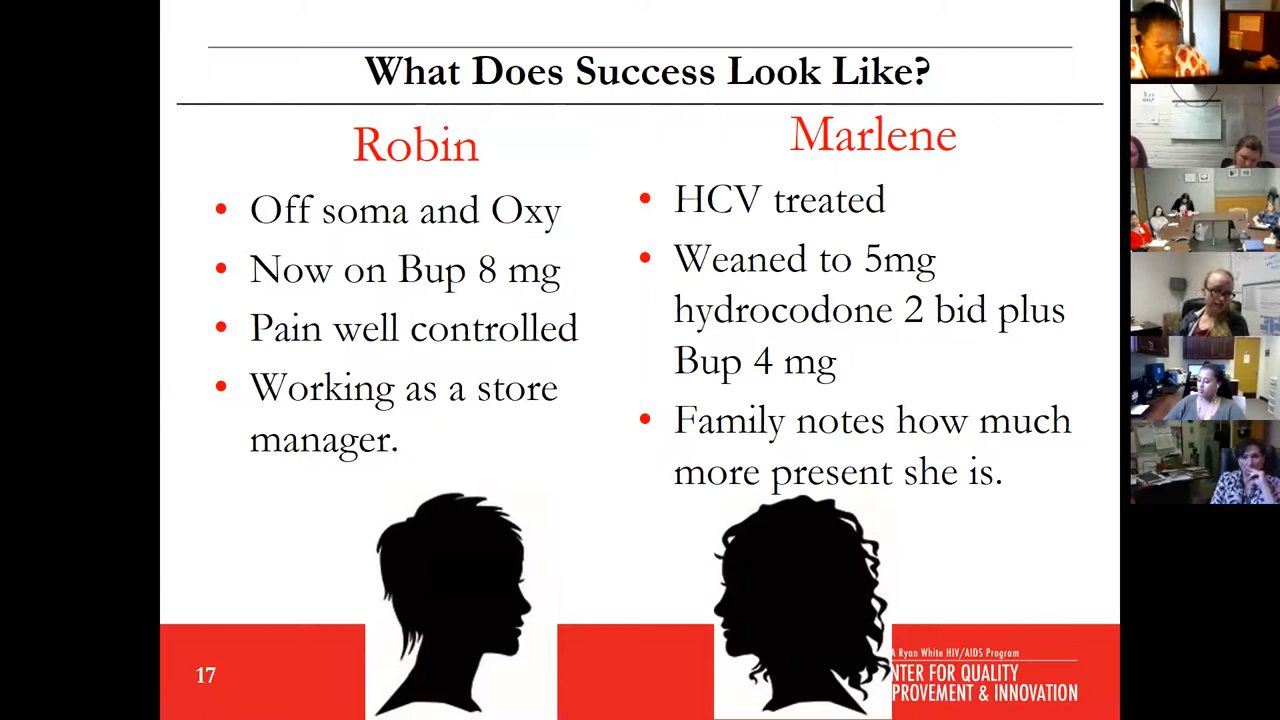 What Does Success Look Like?
Robin
• Off soma and Oxy
• Now on Bup 8 mg
• Pain well controlled
• Working as a store
manager.
Marlene
• HCV treated
• Weaned to 5mg
hydrocodone 2 bid plus
Bup 4 mg
• Family notes how much
more present she is.
17
A Ryan White HIV/AIDS Program
NTER FOR QUALITY
PROVEMENT & INNOVATION